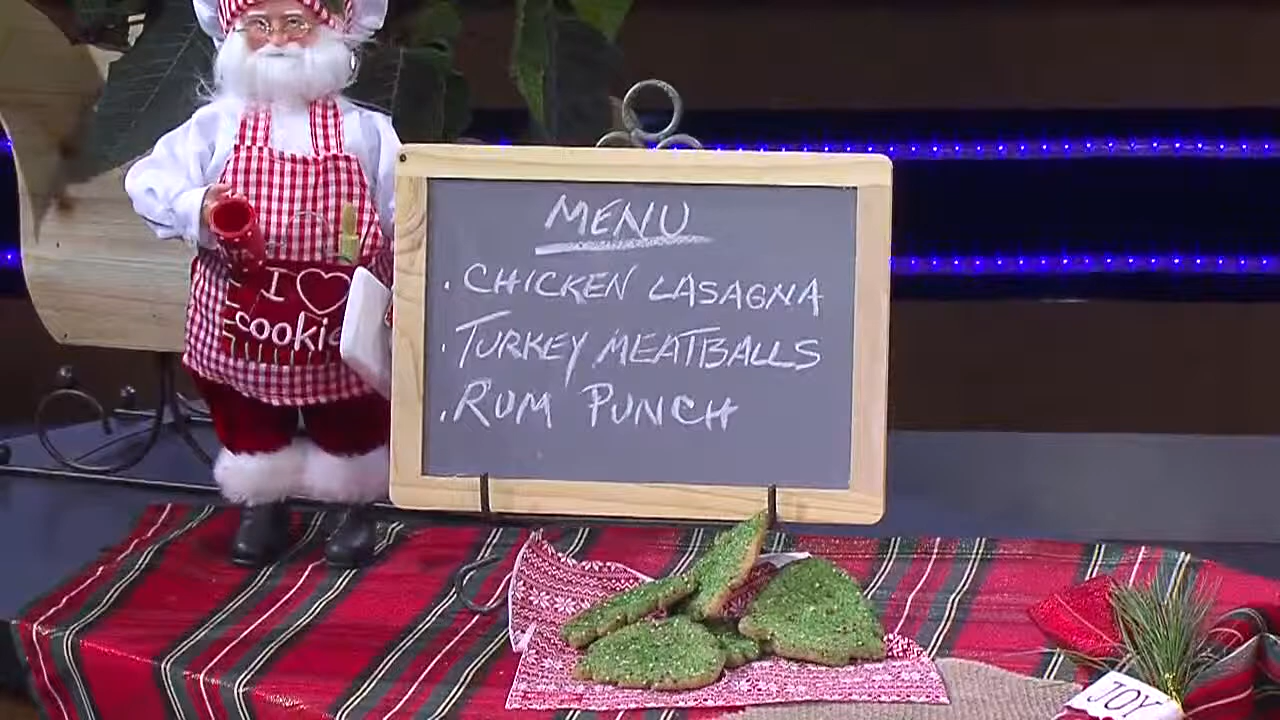 MENU
. CHICKEN LASAGNA
. TURKEY MEATBALLS
. RUM PUNCH
I ♡
cookie
JOY